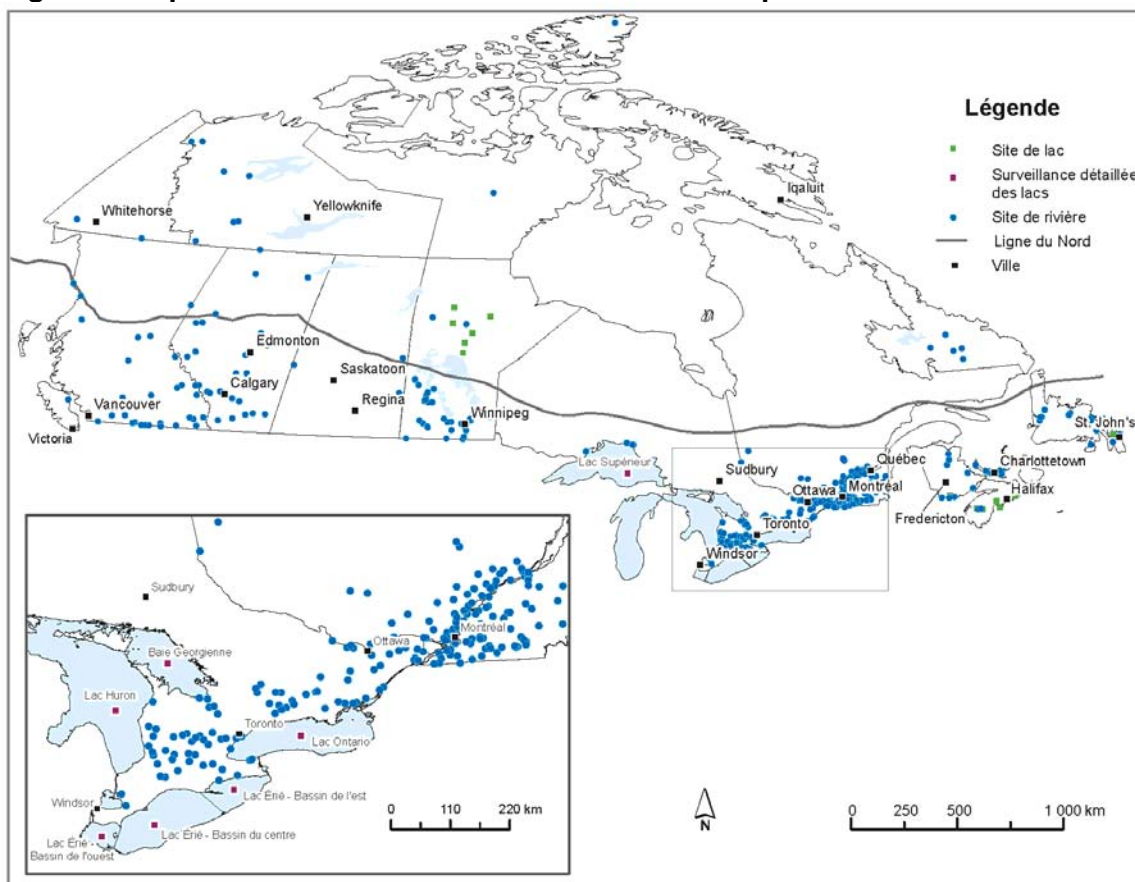 Légende
Site de lac
Surveillance détaillée
des lacs
Site de rivière
Ligne du Nord
Ville
Iqaluit
Whitehorse
Yellowknife
Edmonton
Saskatoon
Calgary
Regina
Vancouver
Winnipeg
Victoria
St. John's
Lac Supérieur
Sudbury
Québec
Charlottetown
Ottawa
Montréal
Halifax
Toronto
Fredericton
Windsor
Sudbury
Montréal
Ottawa
Baie Georgienne
Lac Huron
Toronto
Lac Ontario
Windsor
Lac Érié - Bassin de l'est
Lac Érié - Bassin du centre
Lac Érié -
Bassin de l'ouest
0 110 220 km
N
0 250 500 1 000 km